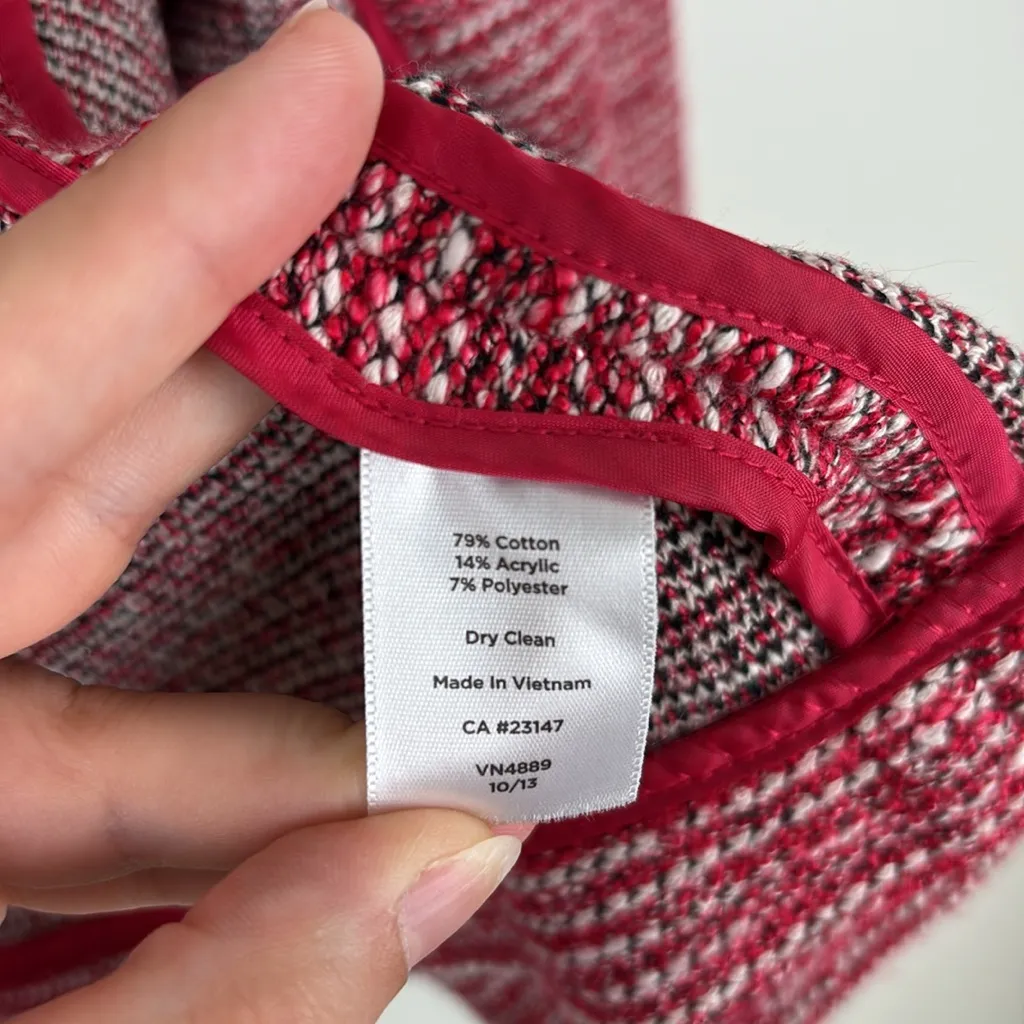 79% Cotton
14% Acrylic
7% Polyester
Dry Clean
Made In Vietnam
CA #23147
VN4889
10/13